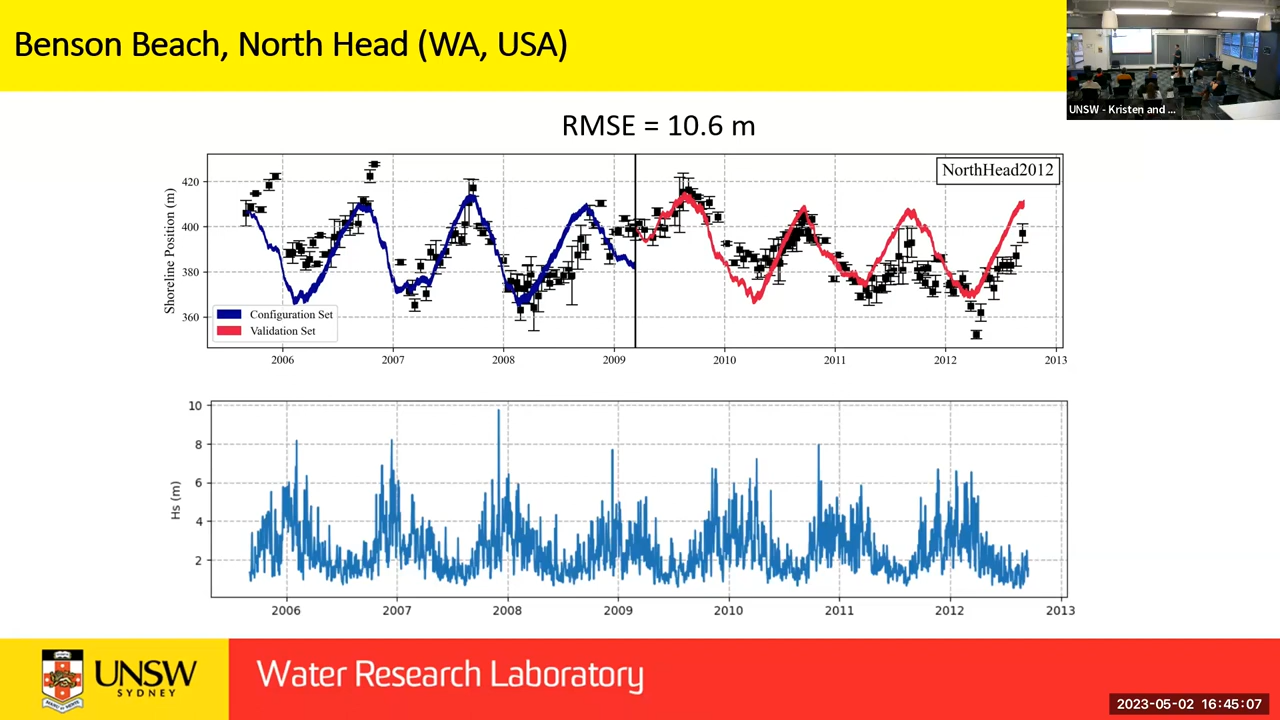 Benson Beach, North Head (WA, USA)
UNSW - Kristen and ...
RMSE = 10.6 m
NorthHead2012
Shoreline Position (m)
420
400
380
360
Configuration Set
Validation Set
2006 2007 2008 2009 2010 2011 2012 2013
Hs (m)
10
8
6
4
2
2006 2007 2008 2009 2010 2011 2012 2013
UNSW
SYDNEY
Water Research Laboratory
2023-05-02 16:45:07